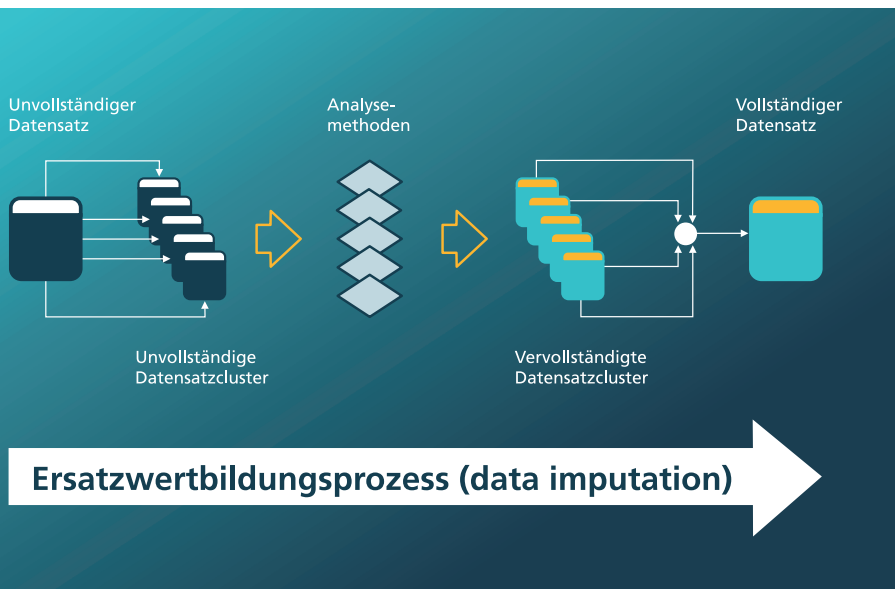 Unvollständiger
Datensatz
Analyse-
methoden
Vollständiger
Datensatz
Unvollständige
Datensatzcluster
Vervollständigte
Datensatzcluster
Ersatzwertbildungsprozess (data imputation)